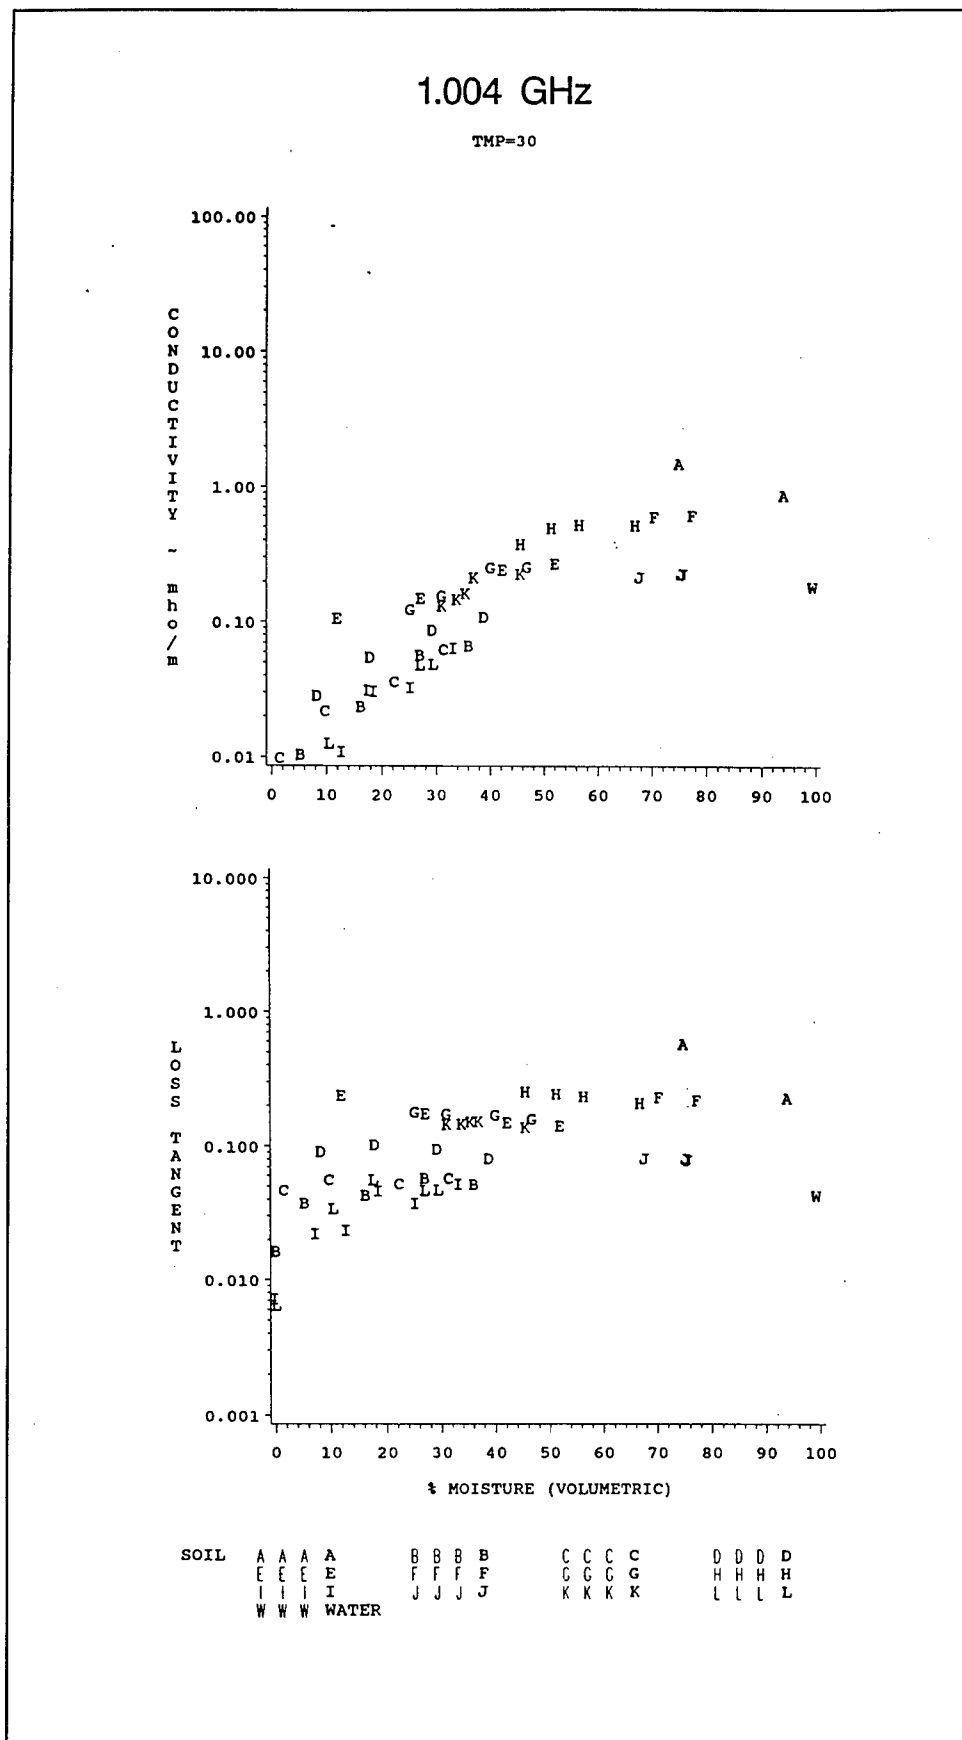 1.004 GHz
TMP=30
100.00
10.00
1.00
0.10
0.01
CONDUCTIVITY ~ mho/m
A
A
H H H F F
H
K G E K G E
J J
W
E G E G K K K
D D
D B C I B
L L
D C I I B C I
C B L I
0 10 20 30 40 50 60 70 80 90 100
10.000
1.000
0.100
0.010
0.001
LOSS TANGENT
A
E H H H H F F A
G E G K K K K G E K G E
D D D D J J
C B C L I B C I B L L C I B W
C B L I I
B
I L
0 10 20 30 40 50 60 70 80 90 100
% MOISTURE (VOLUMETRIC)
SOIL A A A A B B B B C C C C D D D D
E E E E F F F F G G G G H H H H
I I I I J J J J K K K K L L L L
W W W WATER